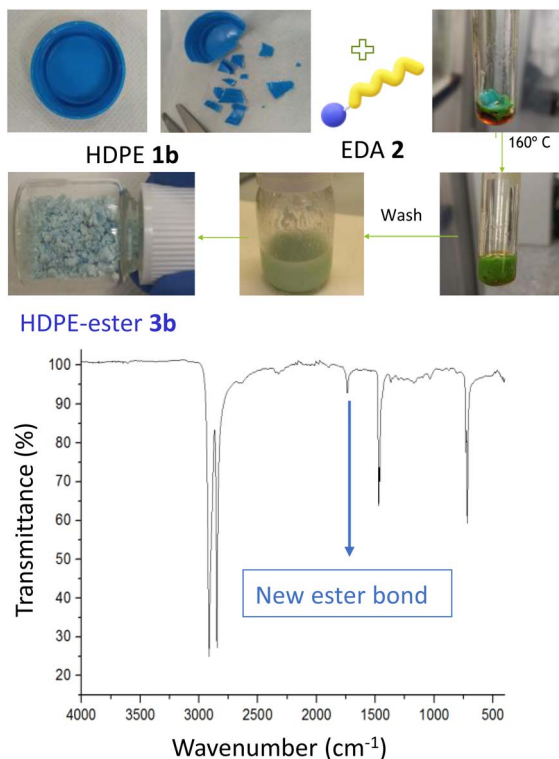 HDPE 1b
EDA 2
160º C
Wash
HDPE-ester 3b
Transmittance (%)
100
90
80
70
60
50
40
30
20
New ester bond
4000 3500 3000 2500 2000 1500 1000 500
Wavenumber (cm⁻¹)